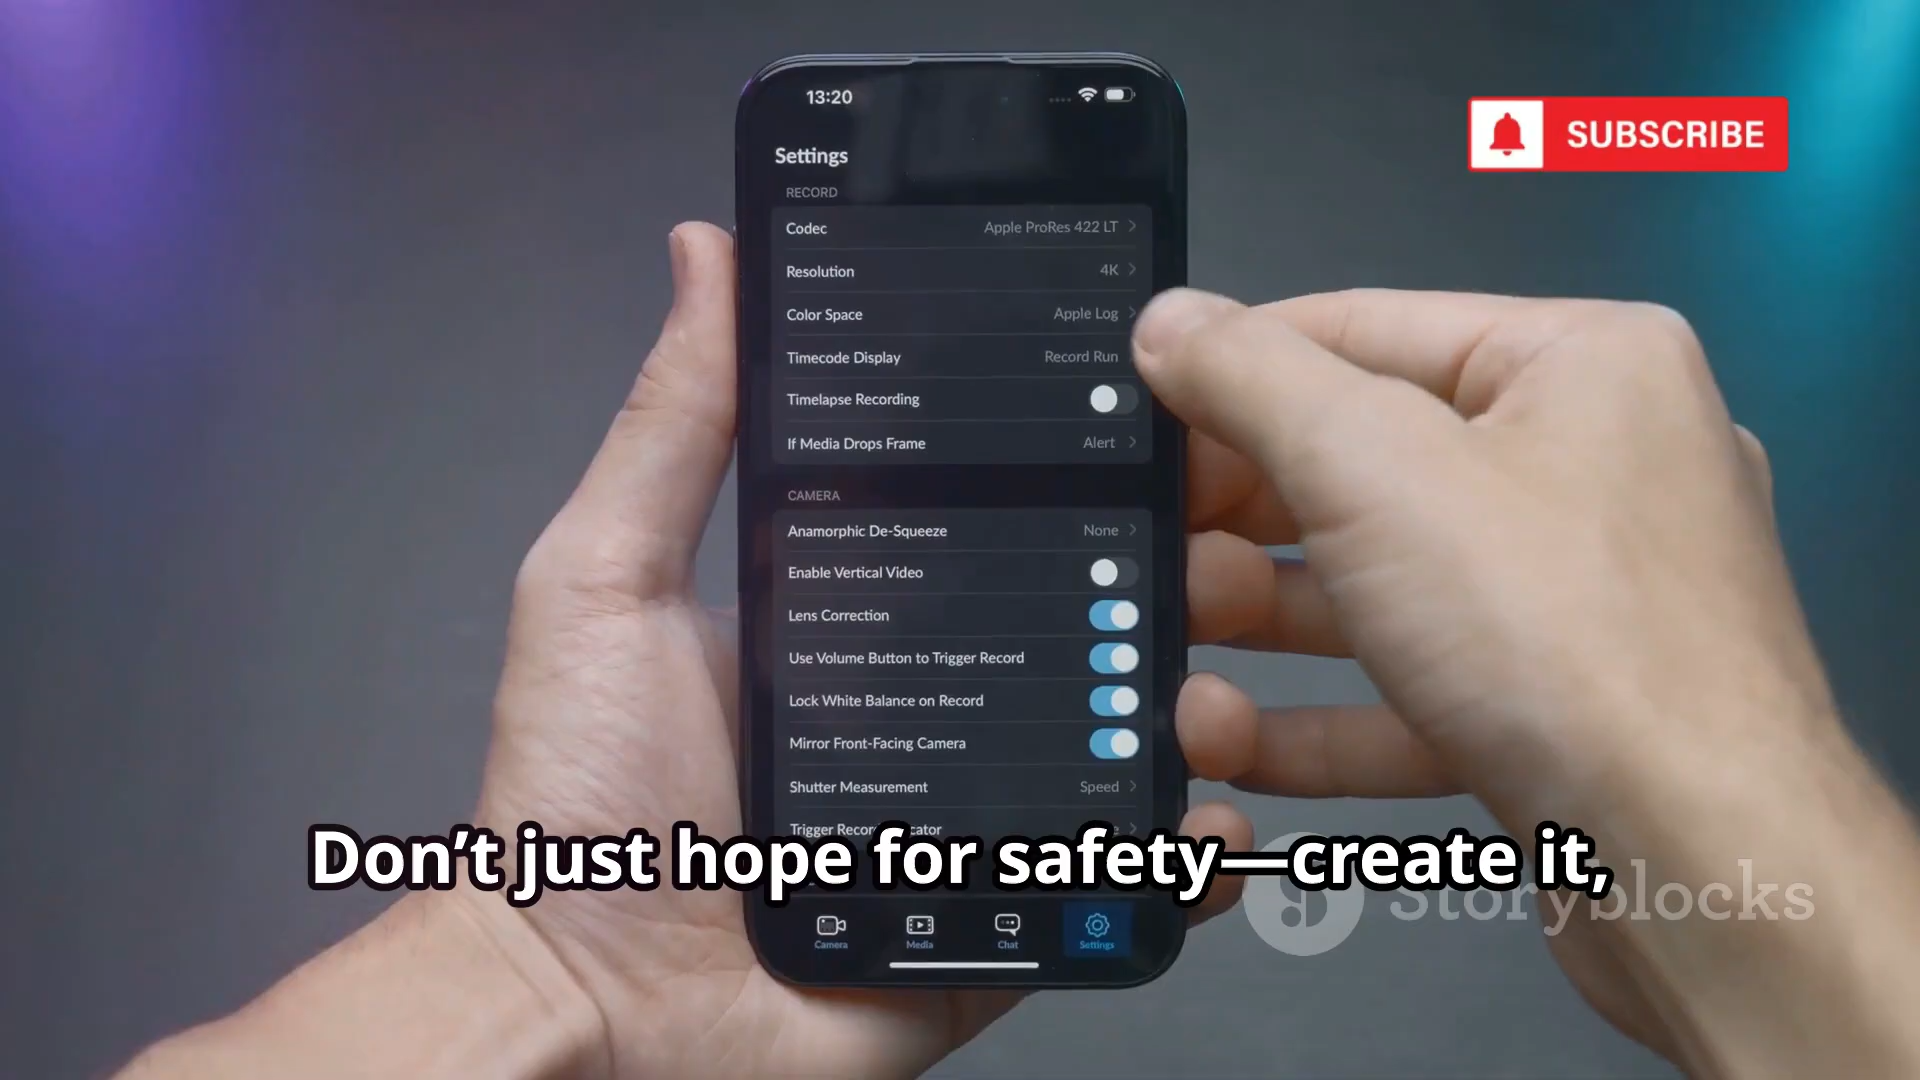 13:20
SUBSCRIBE
Settings
RECORD
Codec Apple ProRes 422 LT
Resolution 4K
Color Space Apple Log
Timecode Display Record Run
Timelapse Recording
If Media Drops Frame Alert
CAMERA
Anamorphic De-Squeeze None
Enable Vertical Video
Lens Correction
Use Volume Button to Trigger Record
Lock White Balance on Record
Mirror Front-Facing Camera
Shutter Measurement Speed
Trigger Recor
Don't just hope for safety—create it,
Storyblocks
Camera Media Chat Settings